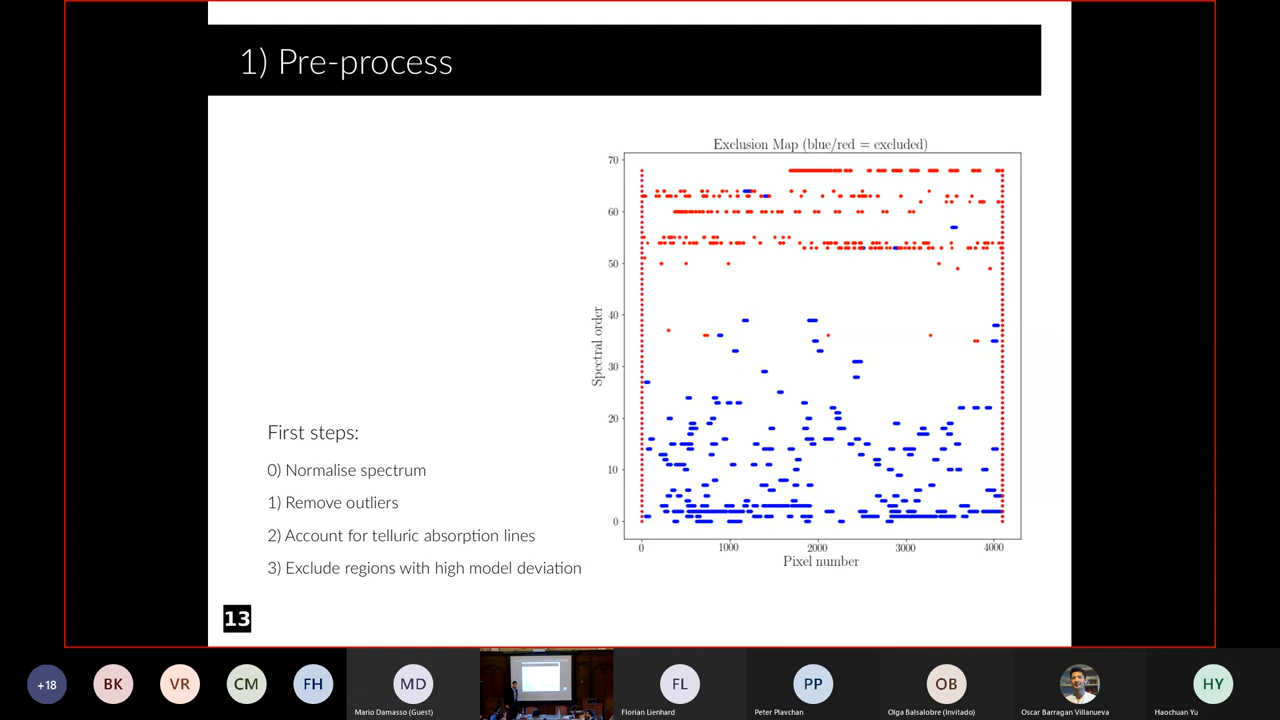 1) Pre-process
Exclusion Map (blue/red = excluded)
70
60
50
40
30
20
10
0
Spectral order
0 1000 2000 3000 4000
Pixel number
First steps:
0) Normalise spectrum
1) Remove outliers
2) Account for telluric absorption lines
3) Exclude regions with high model deviation
13
+18
BK
VR
CM
FH
MD
FL
PP
OB
HY
Mario Damasso (Guest)
Florian Lienhard
Peter Plavchan
Olga Balsalobre (Invitado)
Oscar Barragan Villanueva
Haochuan Yu